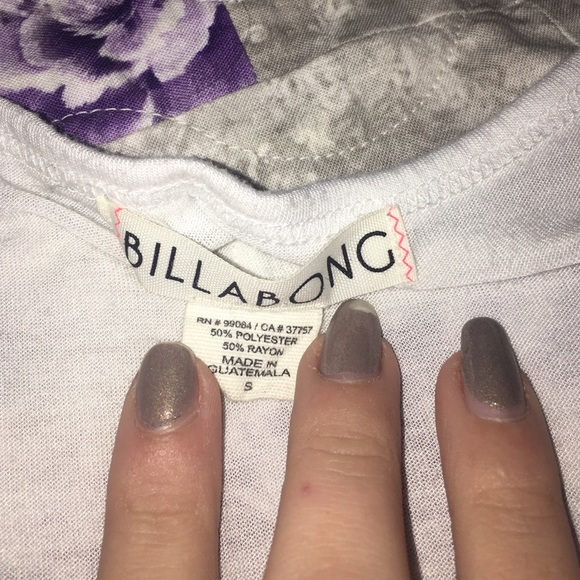 BILLABONG
RN # 99084 / CA # 37757
50% POLYESTER
50% RAYON
MADE IN
GUATEMALA
S